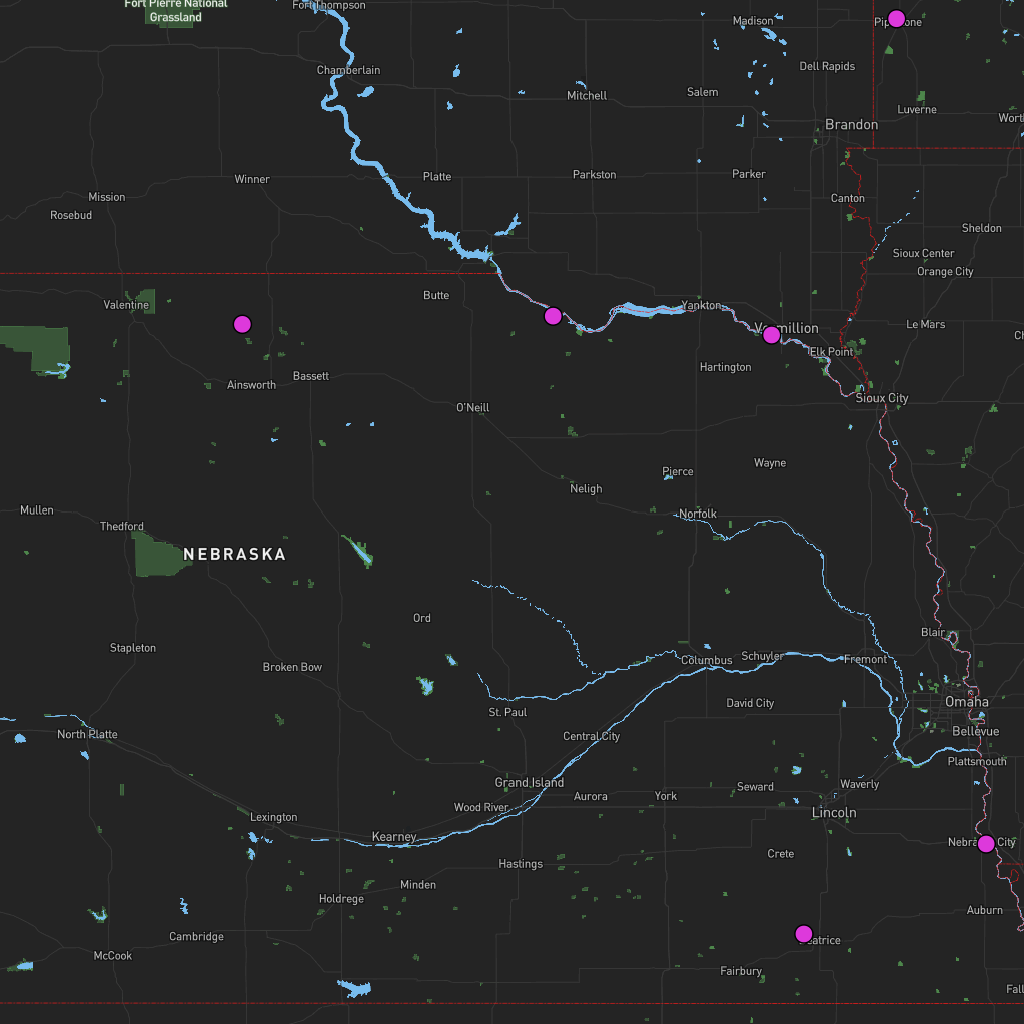 Fort Pierre National
Grassland
Fort Thompson
Madison
Chamberlain
Dell Rapids
Mitchell
Salem
Luverne
Brandon
Winner
Platte
Parkston
Parker
Mission
Canton
Rosebud
Sheldon
Sioux Center
Orange City
Butte
Valentine
Yankton
Le Mars
Elk Point
Hartington
Ainsworth
Bassett
Sioux City
O'Neill
Wayne
Pierce
Neligh
Mullen
Norfolk
Thedford
NEBRASKA
Ord
Blair
Stapleton
Schuyler
Columbus
Fremont
Broken Bow
David City
Omaha
St. Paul
Bellevue
North Platte
Central City
Plattsmouth
Grand Island
Seward
Waverly
Aurora
York
Wood River
Lincoln
Lexington
Kearney
City
Crete
Hastings
Minden
Holdrege
Auburn
Cambridge
McCook
Fairbury